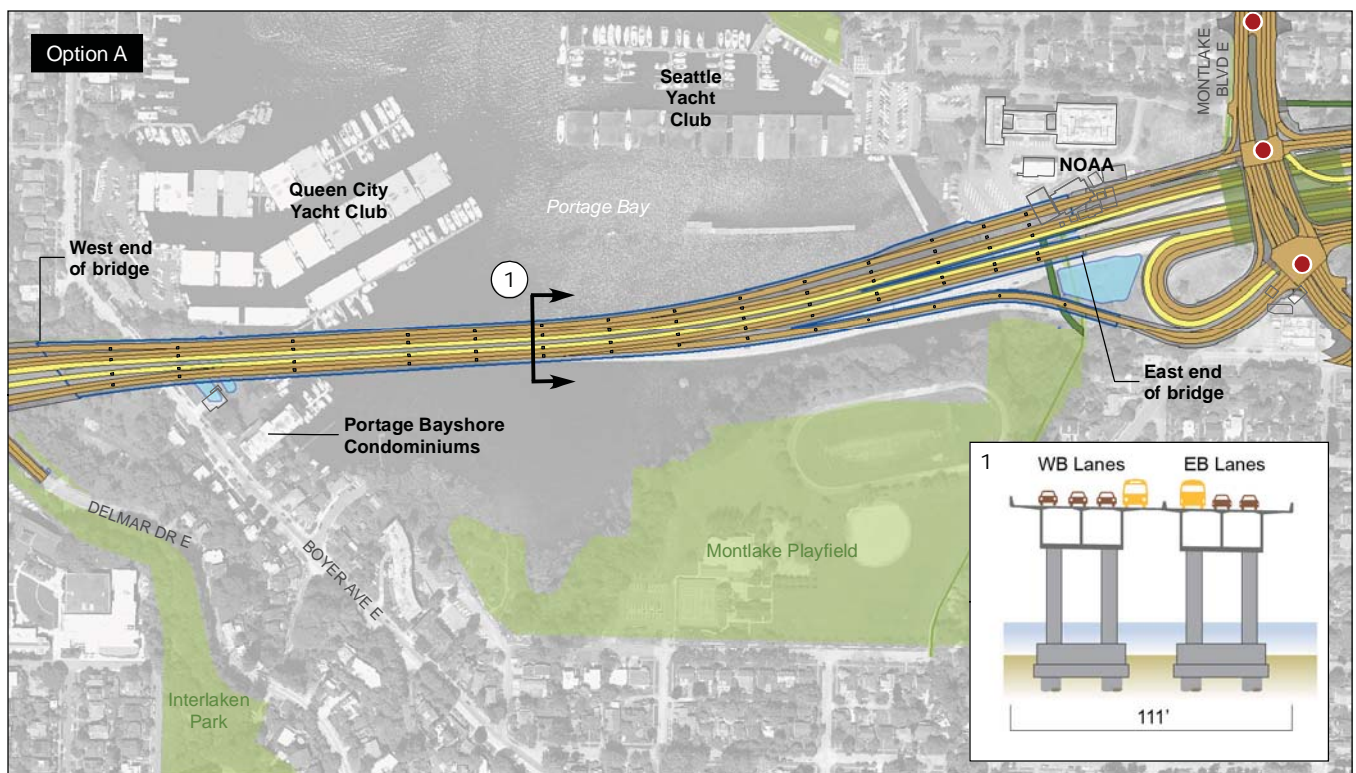 Option A
MONTLAKE
BLVD E
Seattle
Yacht
Club
NOAA
Queen City
Yacht Club
Portage Bay
West end
of bridge
1
East end
of bridge
Portage Bayshore
Condominiums
DELMAR DR E
BOYER AVE E
Montlake Playfield
Interlaken
Park
1
WB Lanes
EB Lanes
111'